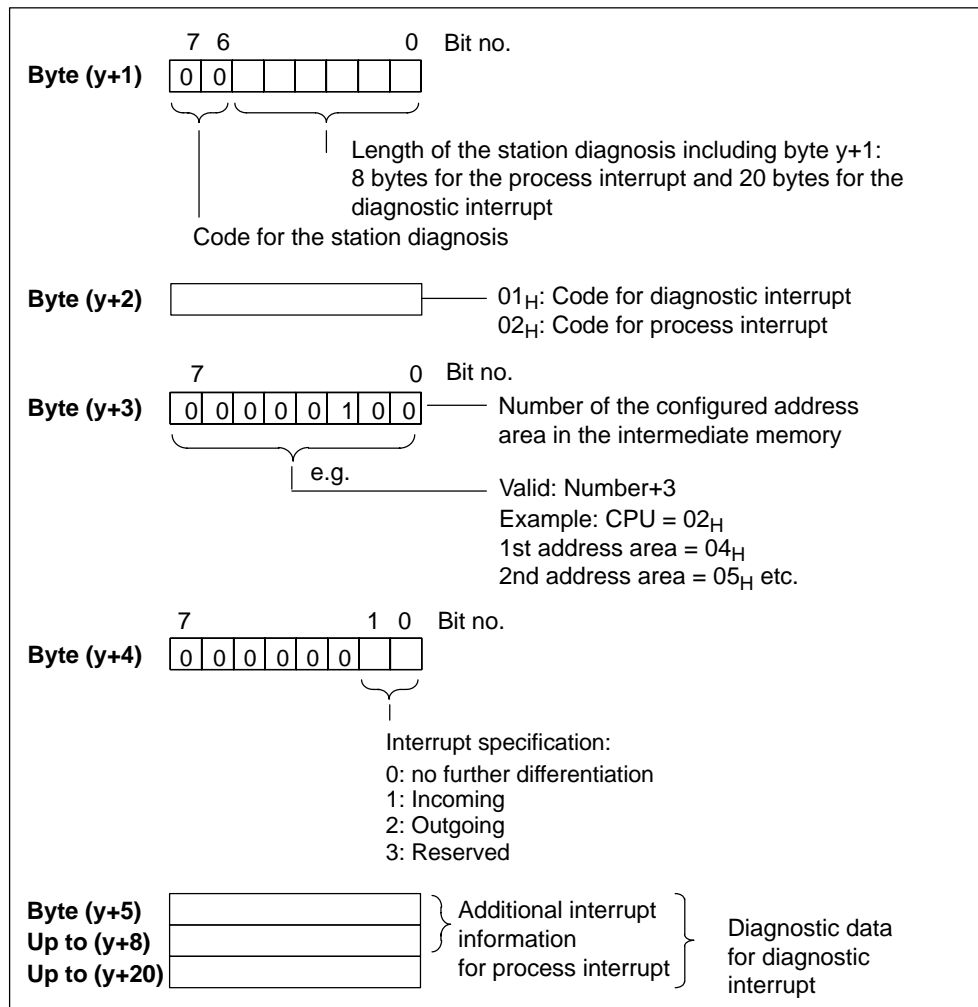 7 6 0 Bit no.
Byte (y+1) 0 0
Length of the station diagnosis including byte y+1:
8 bytes for the process interrupt and 20 bytes for the
diagnostic interrupt
Code for the station diagnosis
Byte (y+2) 01H: Code for diagnostic interrupt
02H: Code for process interrupt
7 0 Bit no.
Byte (y+3) 0 0 0 0 0 1 0 0 Number of the configured address
area in the intermediate memory
e.g.
Valid: Number+3
Example: CPU = 02H
1st address area = 04H
2nd address area = 05H etc.
7 1 0 Bit no.
Byte (y+4) 0 0 0 0 0 0
Interrupt specification:
0: no further differentiation
1: Incoming
2: Outgoing
3: Reserved
Byte (y+5)
Up to (y+8)
Up to (y+20)
Additional interrupt
information
for process interrupt
Diagnostic data
for diagnostic
interrupt